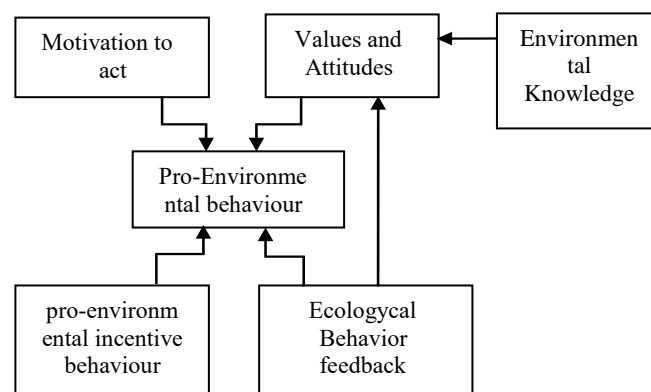 Motivation to
act
Values and
Attitudes
Environmen
tal
Knowledge
Pro-Environme
ntal behaviour
pro-environm
ental incentive
behaviour
Ecologycal
Behavior
feedback